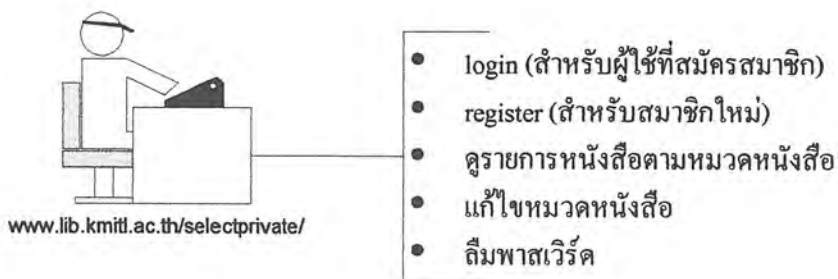 login (สำหรับผู้ใช้ที่สมัครสมาชิก)
register (สำหรับสมาชิกใหม่)
ดูรายการหนังสือตามหมวดหนังสือ
แก้ไขหมวดหนังสือ
ลืมพาสเวิร์ค
www.lib.kmitl.ac.th/selectprivate/